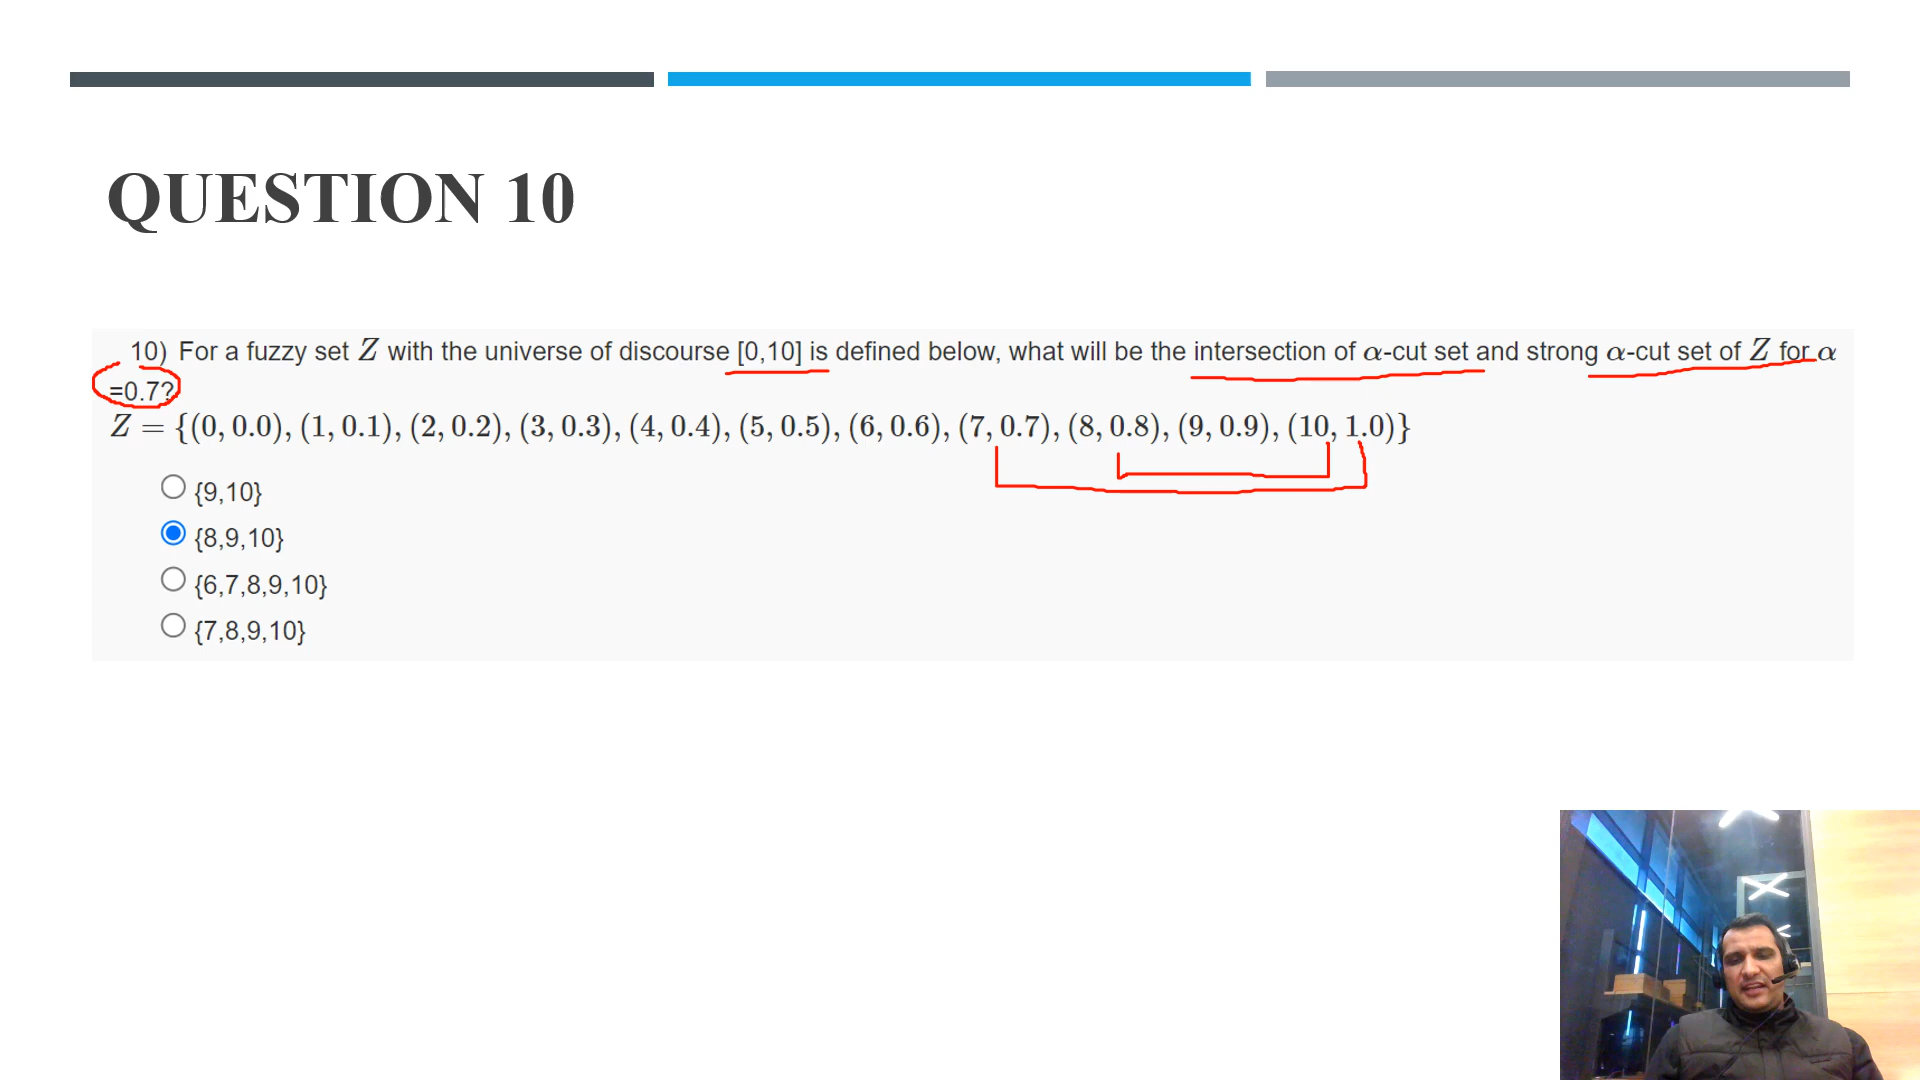 QUESTION 10
10) For a fuzzy set Z with the universe of discourse [0,10] is defined below, what will be the intersection of α-cut set and strong α-cut set of Z for α
=0.7?
Z = {(0, 0.0), (1, 0.1), (2, 0.2), (3, 0.3), (4, 0.4), (5, 0.5), (6, 0.6), (7, 0.7), (8, 0.8), (9, 0.9), (10, 1.0)}
{9,10}
{8,9,10}
{6,7,8,9,10}
{7,8,9,10}